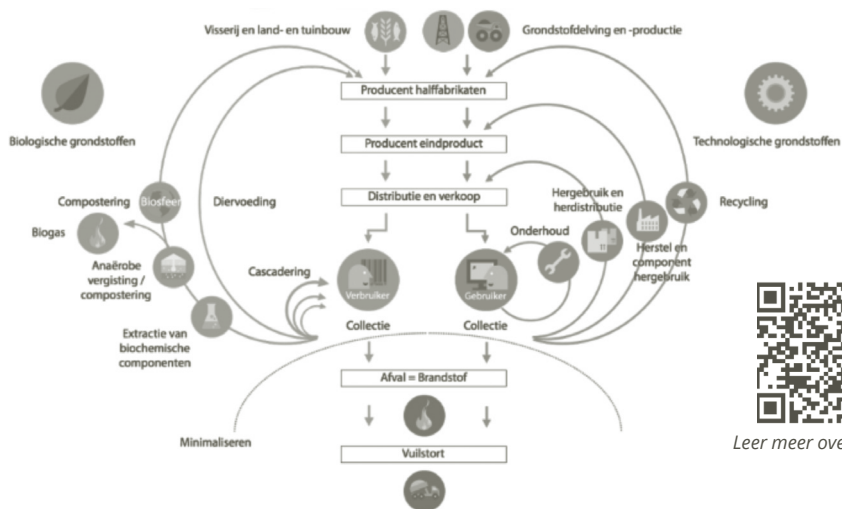 Visserij en land- en tuinbouw
Grondstofdelving en -productie
Producent halffabrikaten
Biologische grondstoffen
Producent eindproduct
Technologische grondstoffen
Distributie en verkoop
Hergebruik en
herdistributie
Compostering
Biosfeer
Diervoeding
Recycling
Biogas
Onderhoud
Herstel en
component
hergebruik
Anaërobe
vergisting /
compostering
Cascadering
Verbruiker
Gebruiker
Extractie van
biochemische
componenten
Collectie
Collectie
Afval = Brandstof
Minimaliseren
Vuilstort
Leer meer ove